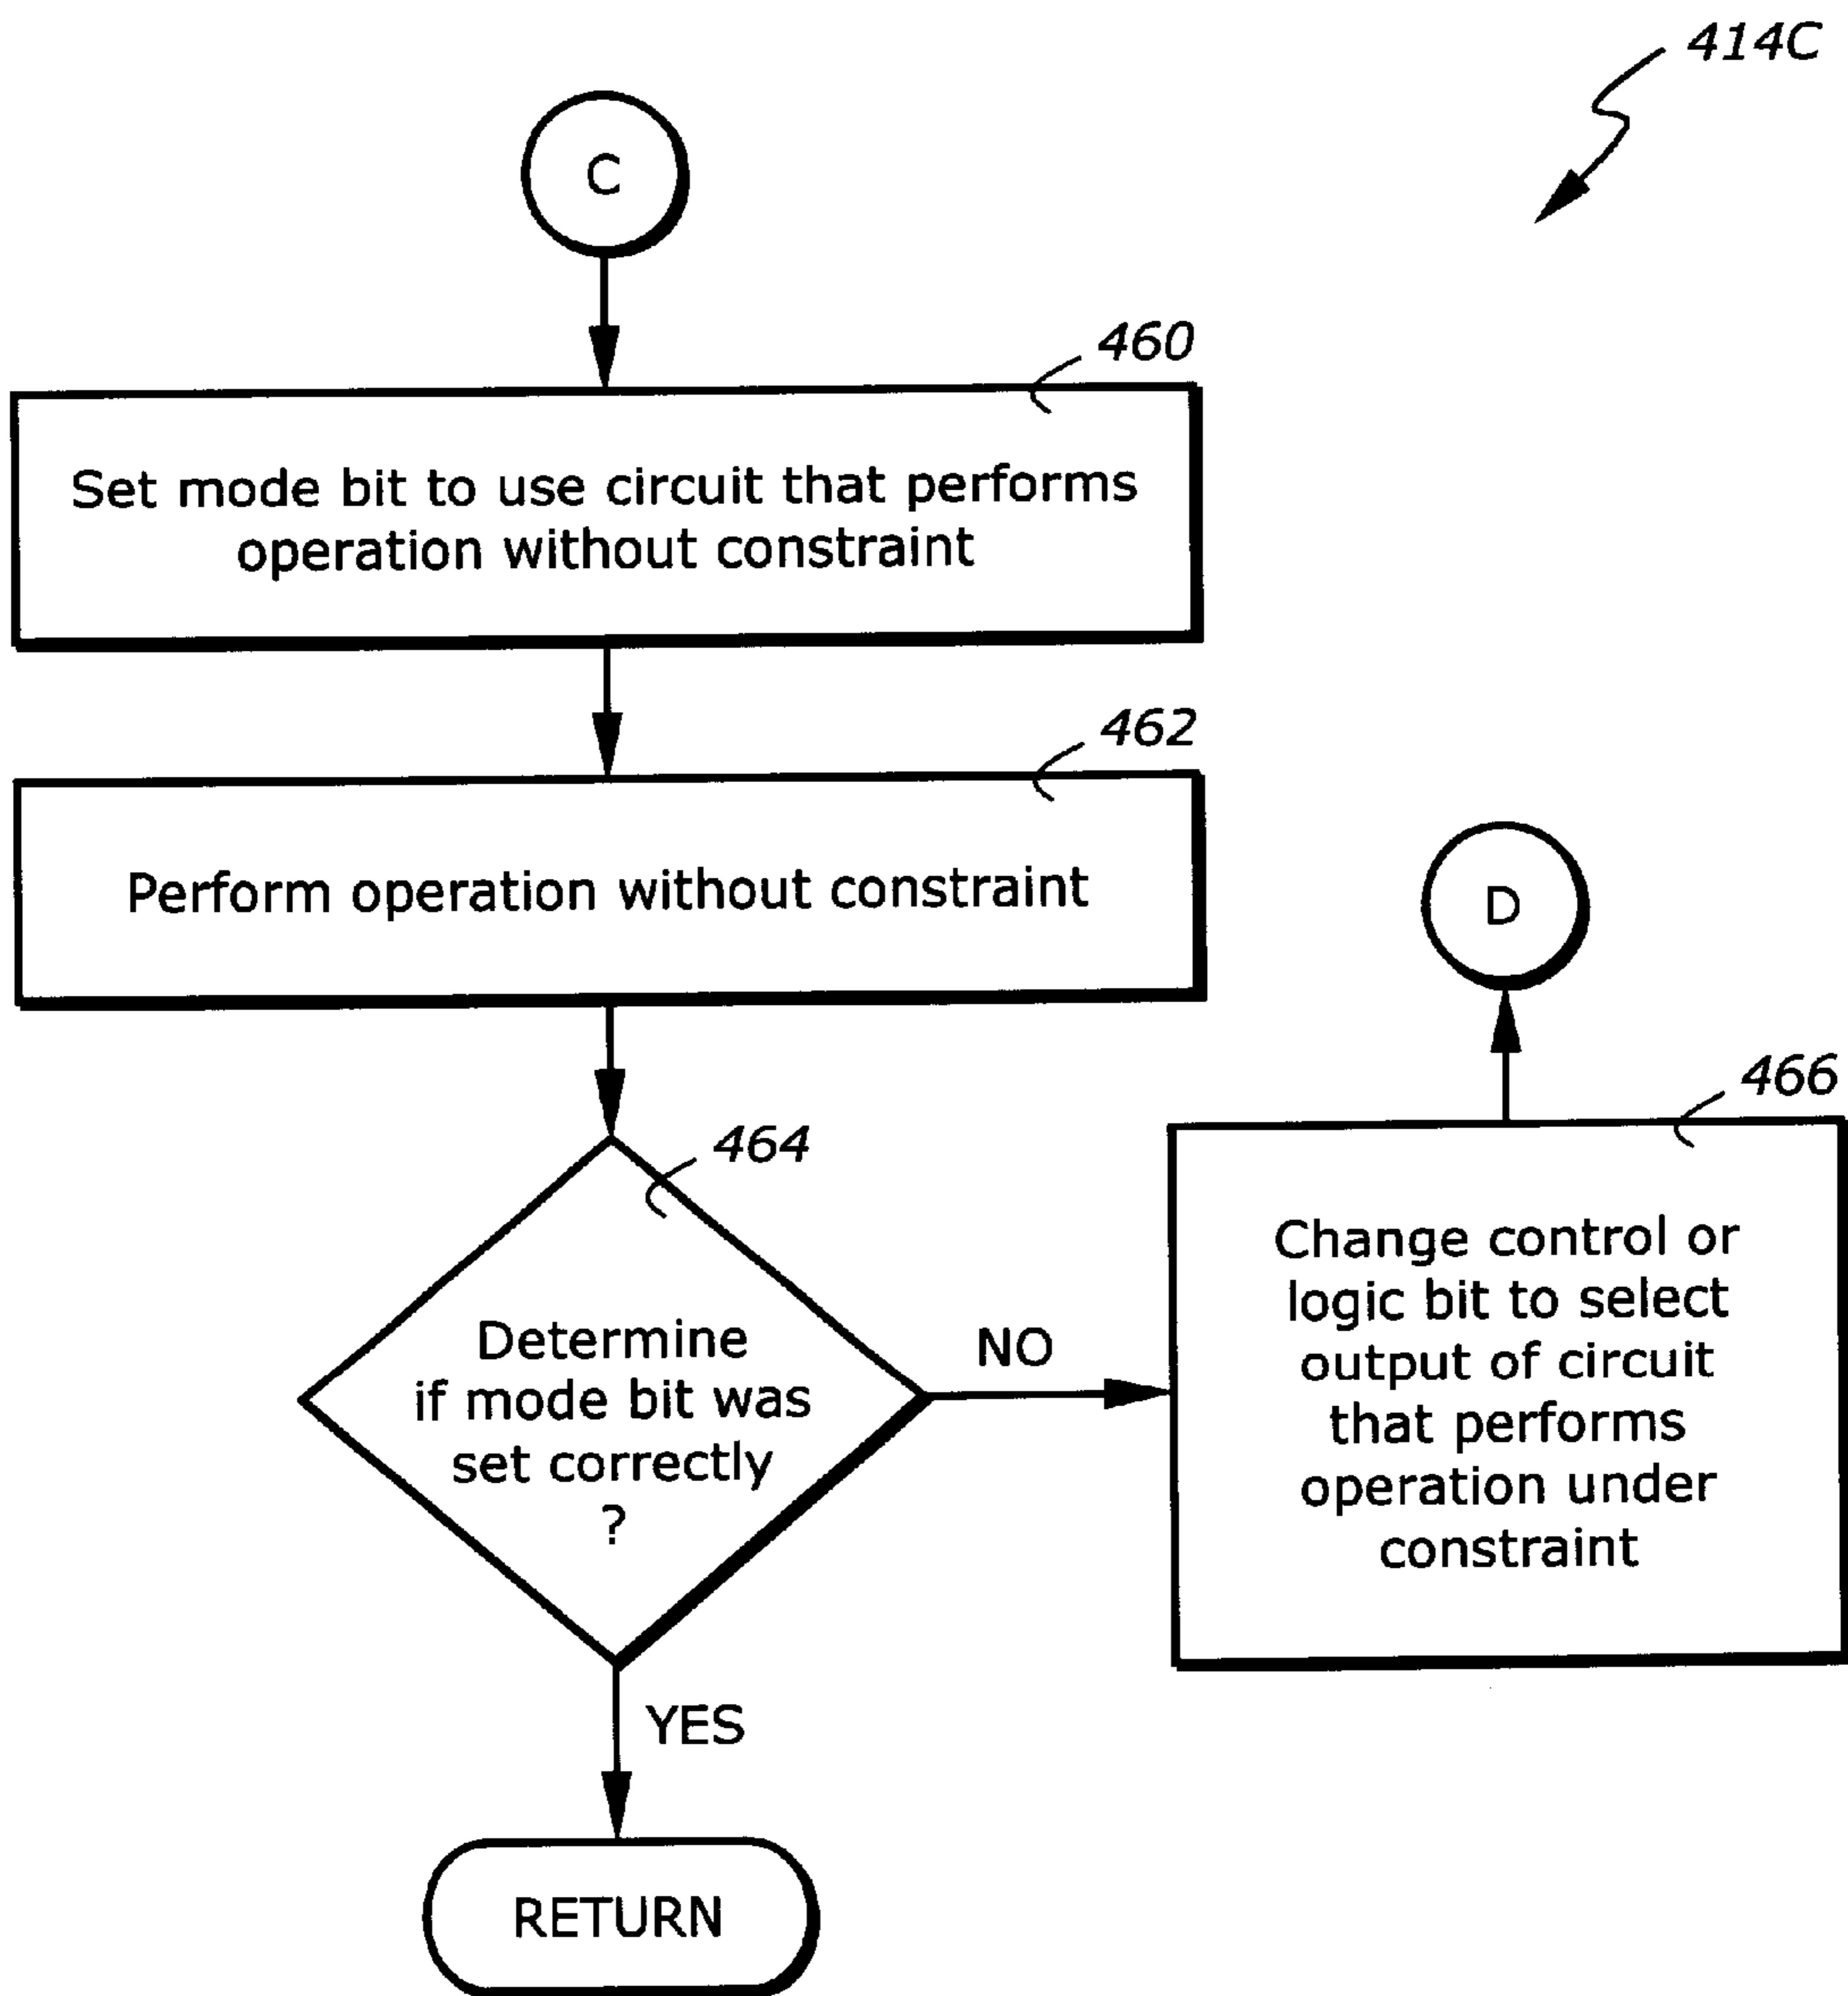 414C
C
460
Set mode bit to use circuit that performs
operation without constraint
462
Perform operation without constraint
464
Determine
if mode bit was
set correctly
?
NO
YES
RETURN
D
466
Change control or
logic bit to select
output of circuit
that performs
operation under
constraint